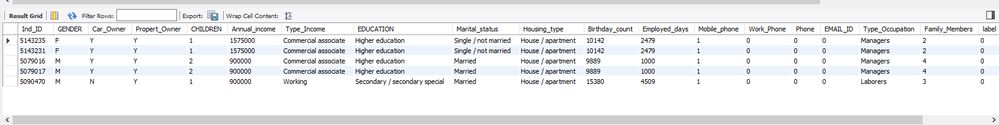 Result Grid Filter Rows: Export: Wrap Cell Content:
Ind_ID GENDER Car_Owner Propert_Owner CHILDREN Annual_income Type_Income EDUCATION Marital_status Housing_type Birthday_count Employed_days Mobile_phone Work_Phone Phone EMAIL_ID Type_Occupation Family_Members label
5143235 F Y Y 1 1575000 Commercial associate Higher education Single / not married House / apartment 10142 2479 1 0 0 0 Managers 2 0
5143231 F Y Y 1 1575000 Commercial associate Higher education Single / not married House / apartment 10142 2479 1 0 0 0 Managers 2 0
5079016 M Y Y 2 900000 Commercial associate Higher education Married House / apartment 9889 1000 1 0 0 0 Managers 4 0
5079017 M Y Y 2 900000 Commercial associate Higher education Married House / apartment 9889 1000 1 0 0 0 Managers 4 0
5090470 M N Y 1 900000 Working Secondary / secondary special Married House / apartment 15380 4509 1 0 0 0 Laborers 3 0